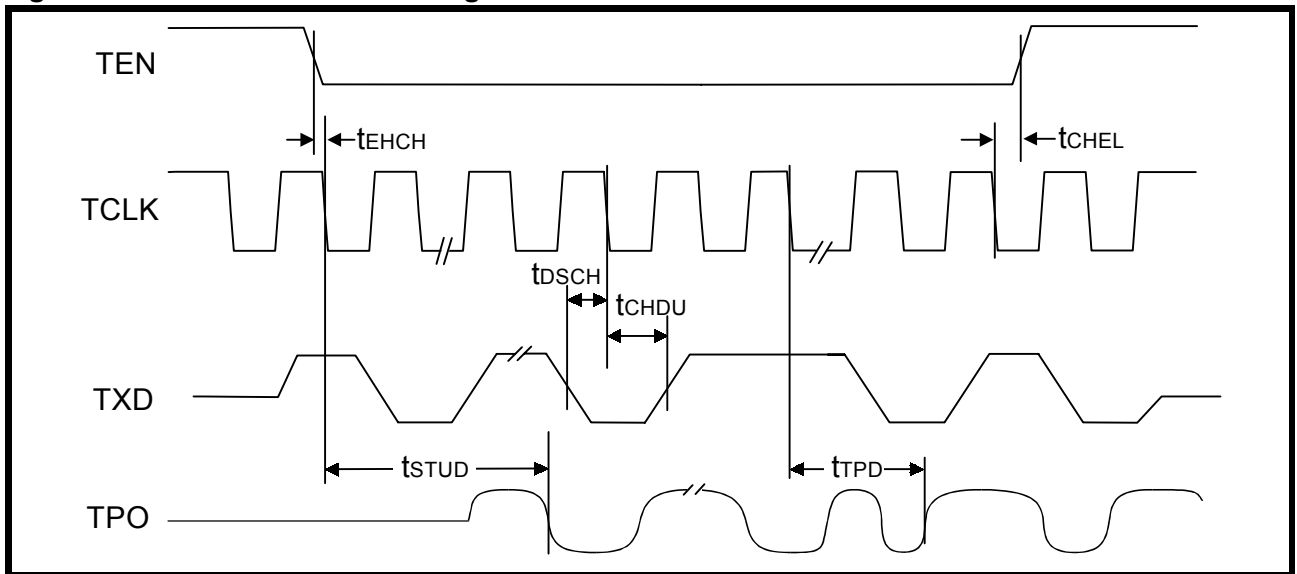 TEN
tEHCH
tCHEL
TCLK
tDSCH
tCHDU
TXD
tSTUD
tTPD
TPO